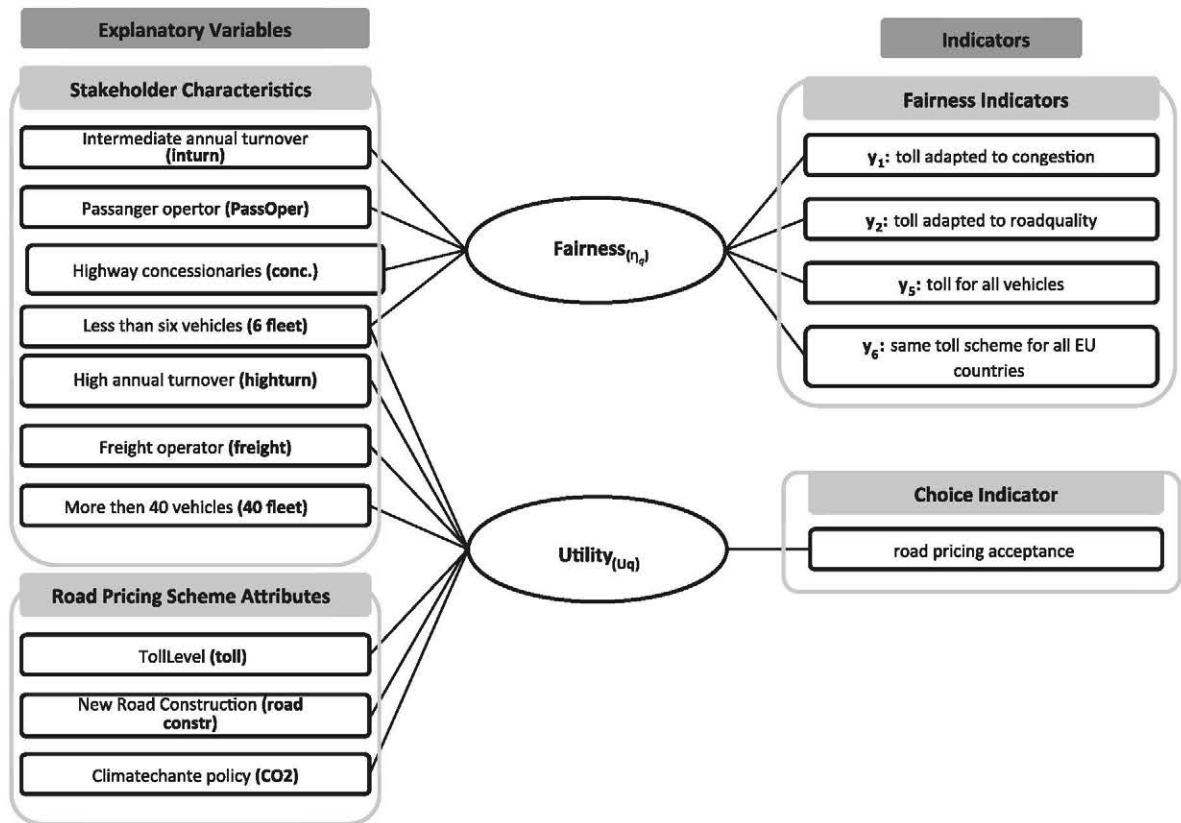 Explanatory Variables
Stakeholder Characteristics
Intermediate annual turnover
(inturn)
Passanger opertor (PassOper)
Highway concessionaries (conc.)
Less than six vehicles (6 fleet)
High annual turnover (highturn)
Freight operator (freight)
More then 40 vehicles (40 fleet)
Road Pricing Scheme Attributes
TollLevel (toll)
New Road Construction (road
constr)
Climatechante policy (CO2)
Fairness(ηq)
Utility(Uq)
Indicators
Fairness Indicators
y1: toll adapted to congestion
y2: toll adapted to roadquality
y5: toll for all vehicles
y6: same toll scheme for all EU
countries
Choice Indicator
road pricing acceptance